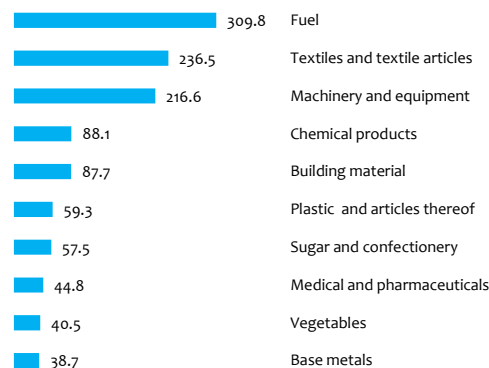 309.8 Fuel
236.5 Textiles and textile articles
216.6 Machinery and equipment
88.1 Chemical products
87.7 Building material
59.3 Plastic and articles thereof
57.5 Sugar and confectionery
44.8 Medical and pharmaceuticals
40.5 Vegetables
38.7 Base metals